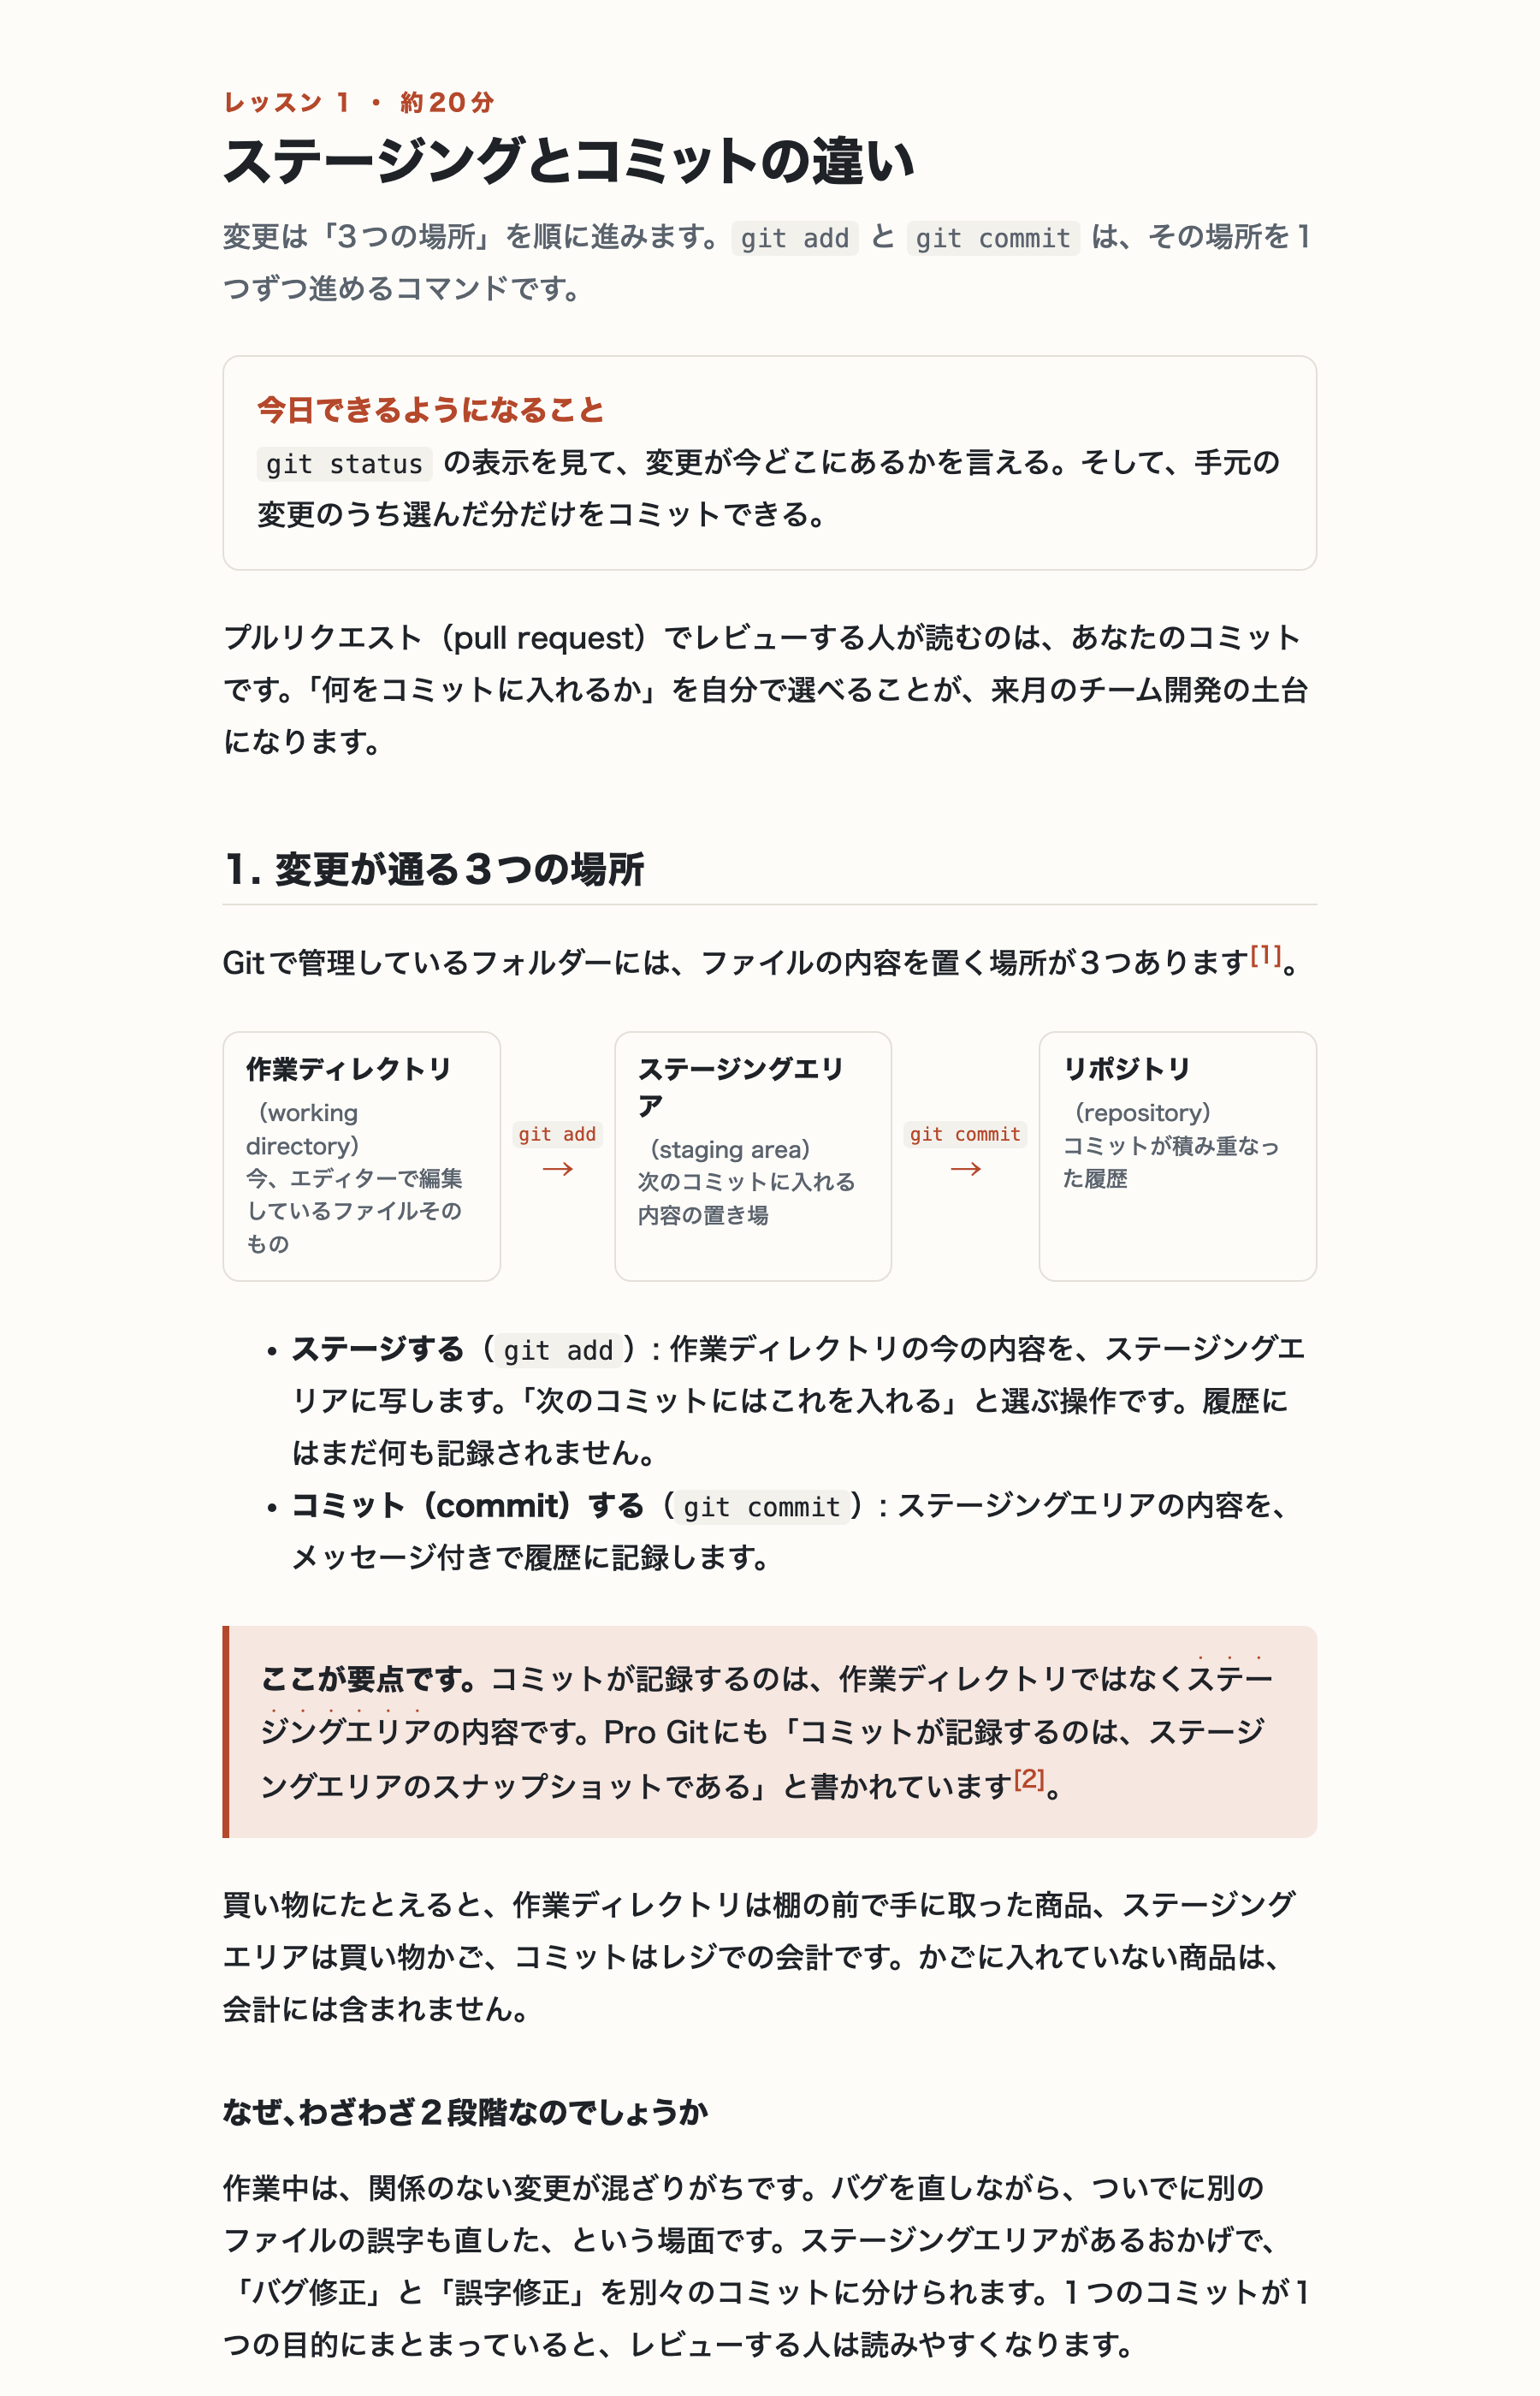 レッスン 1 ・ 約20分
ステージングとコミットの違い
変更は「3つの場所」を順に進みます。git add と git commit は、その場所を1
つずつ進めるコマンドです。
今日できるようになること
git status の表示を見て、変更が今どこにあるかを言える。そして、手元の
変更のうち選んだ分だけをコミットできる。
プルリクエスト（pull request）でレビューする人が読むのは、あなたのコミット
です。「何をコミットに入れるか」を自分で選べることが、来月のチーム開発の土台
になります。
1. 変更が通る3つの場所
Gitで管理しているフォルダーには、ファイルの内容を置く場所が3つあります[1]。
作業ディレクトリ
（working
directory）
今、エディターで編集
しているファイルその
もの
git add
→
ステージングエリ
ア
（staging area）
次のコミットに入れる
内容の置き場
git commit
→
リポジトリ
（repository）
コミットが積み重なっ
た履歴
• ステージする（git add）: 作業ディレクトリの今の内容を、ステージングエ
リアに写します。「次のコミットにはこれを入れる」と選ぶ操作です。履歴に
はまだ何も記録されません。
• コミット（commit）する（git commit）: ステージングエリアの内容を、
メッセージ付きで履歴に記録します。
ここが要点です。コミットが記録するのは、作業ディレクトリではなくステー
ジングエリアの内容です。Pro Gitにも「コミットが記録するのは、ステージ
ングエリアのスナップショットである」と書かれています[2]。
買い物にたとえると、作業ディレクトリは棚の前で手に取った商品、ステージング
エリアは買い物かご、コミットはレジでの会計です。かごに入れていない商品は、
会計には含まれません。
なぜ、わざわざ2段階なのでしょうか
作業中は、関係のない変更が混ざりがちです。バグを直しながら、ついでに別の
ファイルの誤字も直した、という場面です。ステージングエリアがあるおかげで、
「バグ修正」と「誤字修正」を別々のコミットに分けられます。1つのコミットが1
つの目的にまとまっていると、レビューする人は読みやすくなります。